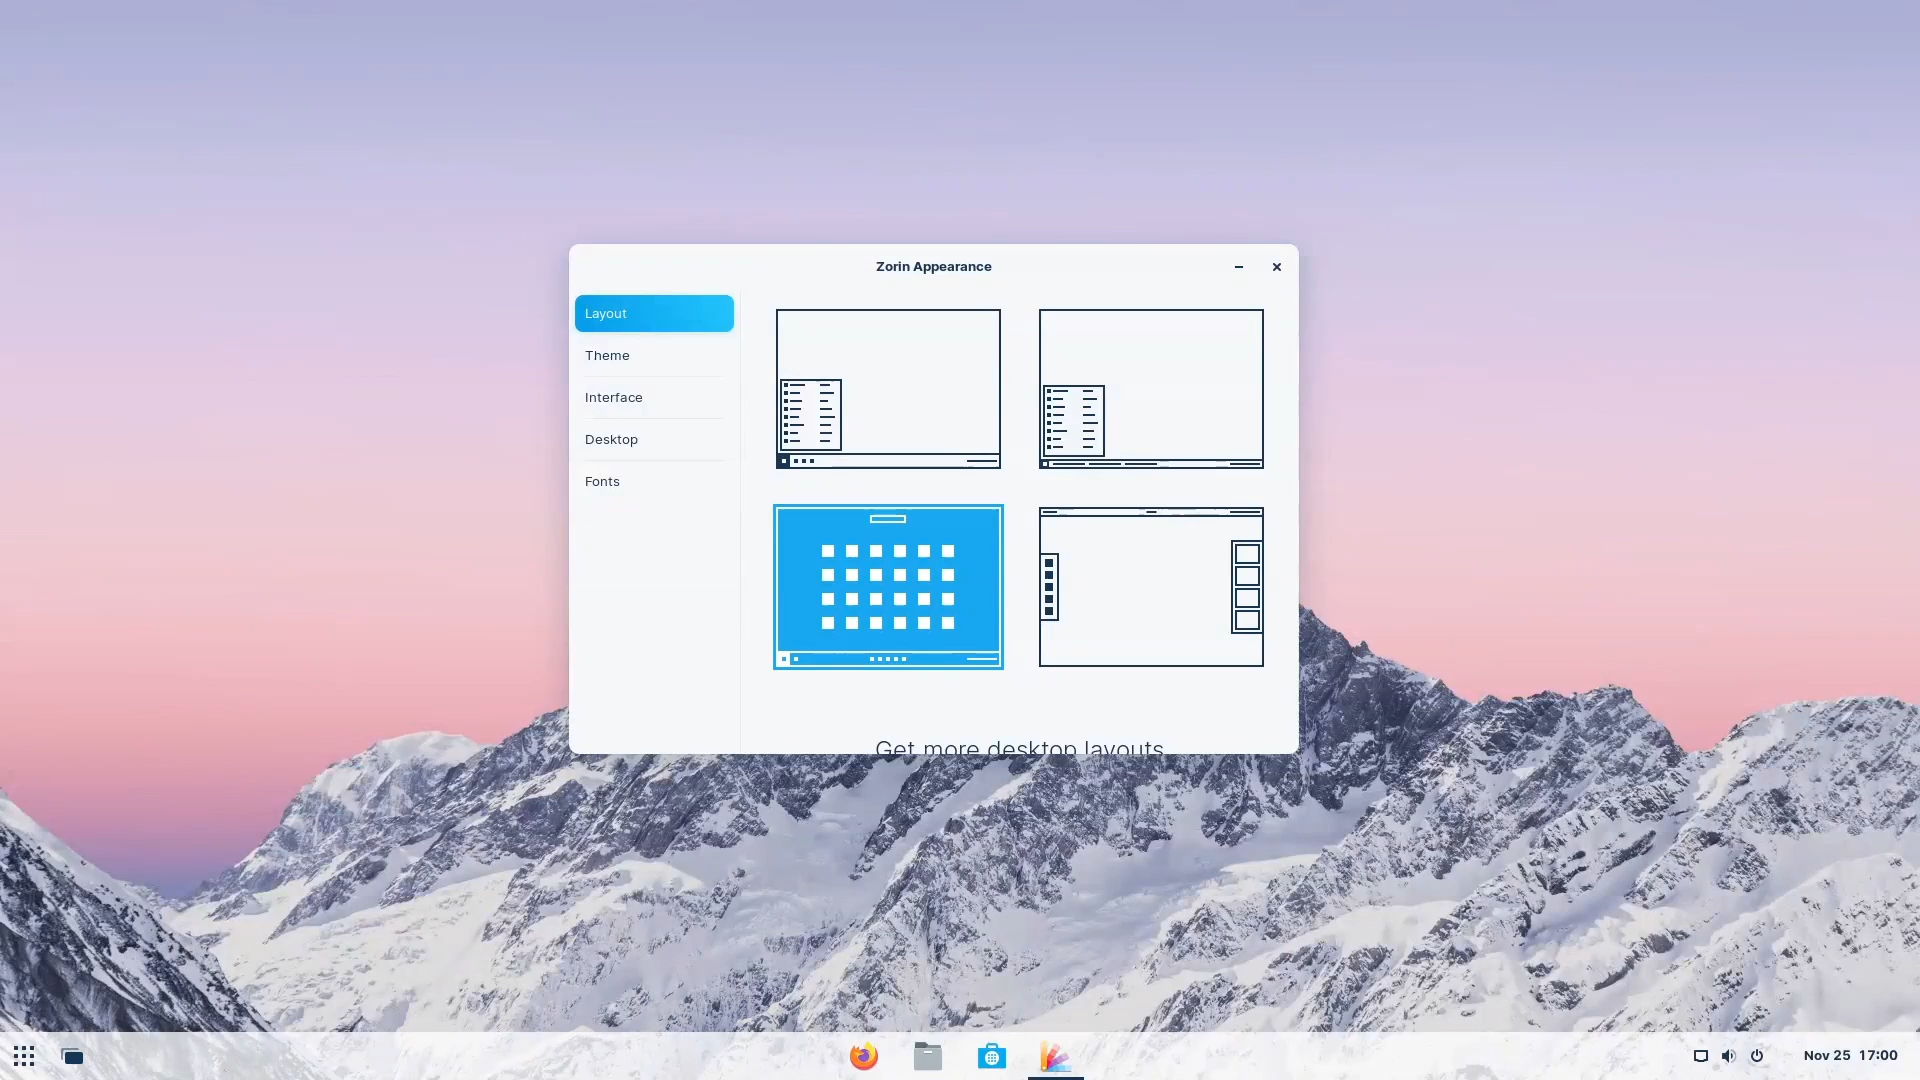 Zorin Appearance
Layout
Theme
Interface
Desktop
Fonts
Get more desktop layouts
Nov 25 17:00